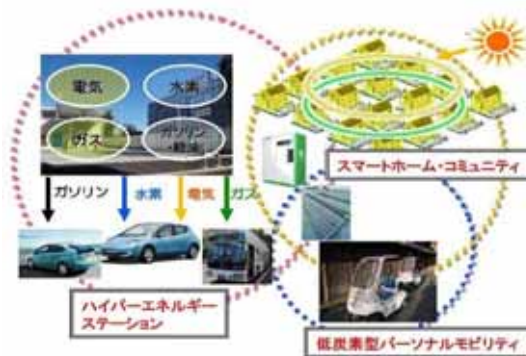 電気
水素
ガス
ガソリン
・軽油
ガソリン
水素
電気
ガス
スマートホーム・コミュニティ
ハイパーエネルギー
ステーション
低炭素型パーソナルモビリティ